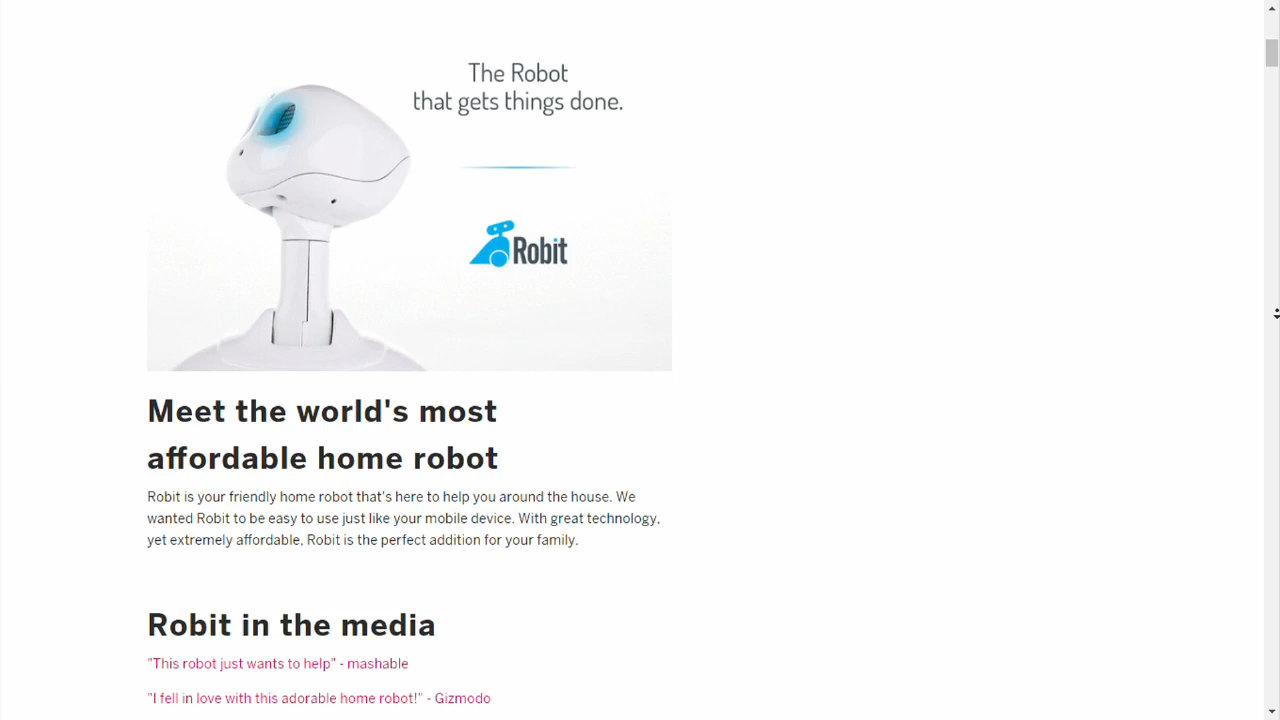 The Robot
that gets things done.
Robit
Meet the world's most
affordable home robot
Robit is your friendly home robot that's here to help you around the house. We
wanted Robit to be easy to use just like your mobile device. With great technology,
yet extremely affordable, Robit is the perfect addition for your family.
Robit in the media
"This robot just wants to help" - mashable
"I fell in love with this adorable home robot!" - Gizmodo